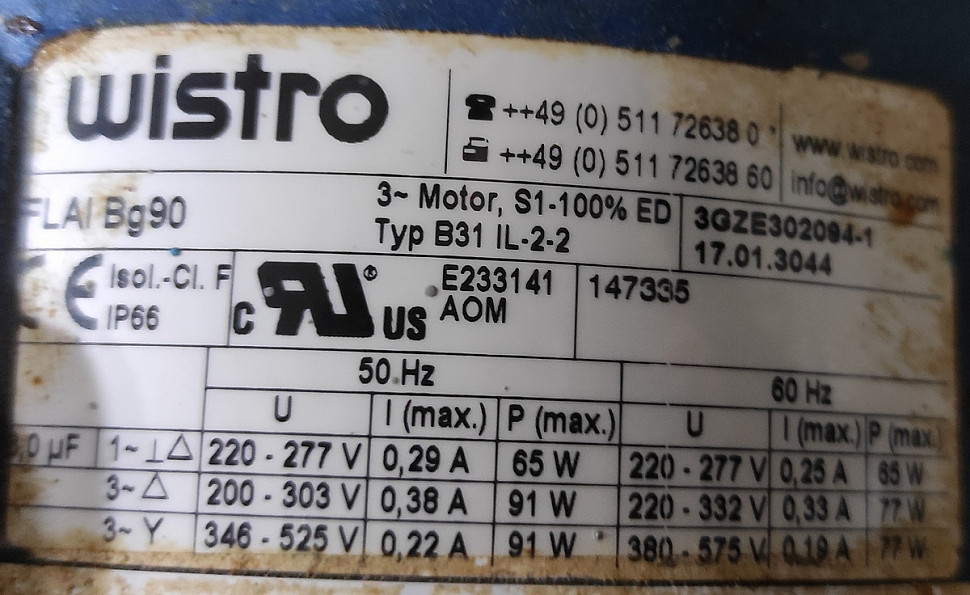 wistro
++49 (0) 511 72638 0
++49 (0) 511 72638 60
www.wistro.com
info@wistro.com
FLAI Bg90
3~ Motor, S1-100% ED
Typ B31 IL-2-2
3GZE302094-1
17.01.3044
CE Isol.-Cl. F
IP66
C RU® US
E233141
AOM
147335
50 Hz 60 Hz
U I (max.) P (max.) U I (max.) P (max.)
,0 µF 1~ ⊥ △ 220 - 277 V 0,29 A 65 W 220 - 277 V 0,25 A 65 W
3~ △ 200 - 303 V 0,38 A 91 W 220 - 332 V 0,33 A 77 W
3~ Y 346 - 525 V 0,22 A 91 W 380 - 575 V 0,19 A 77 W